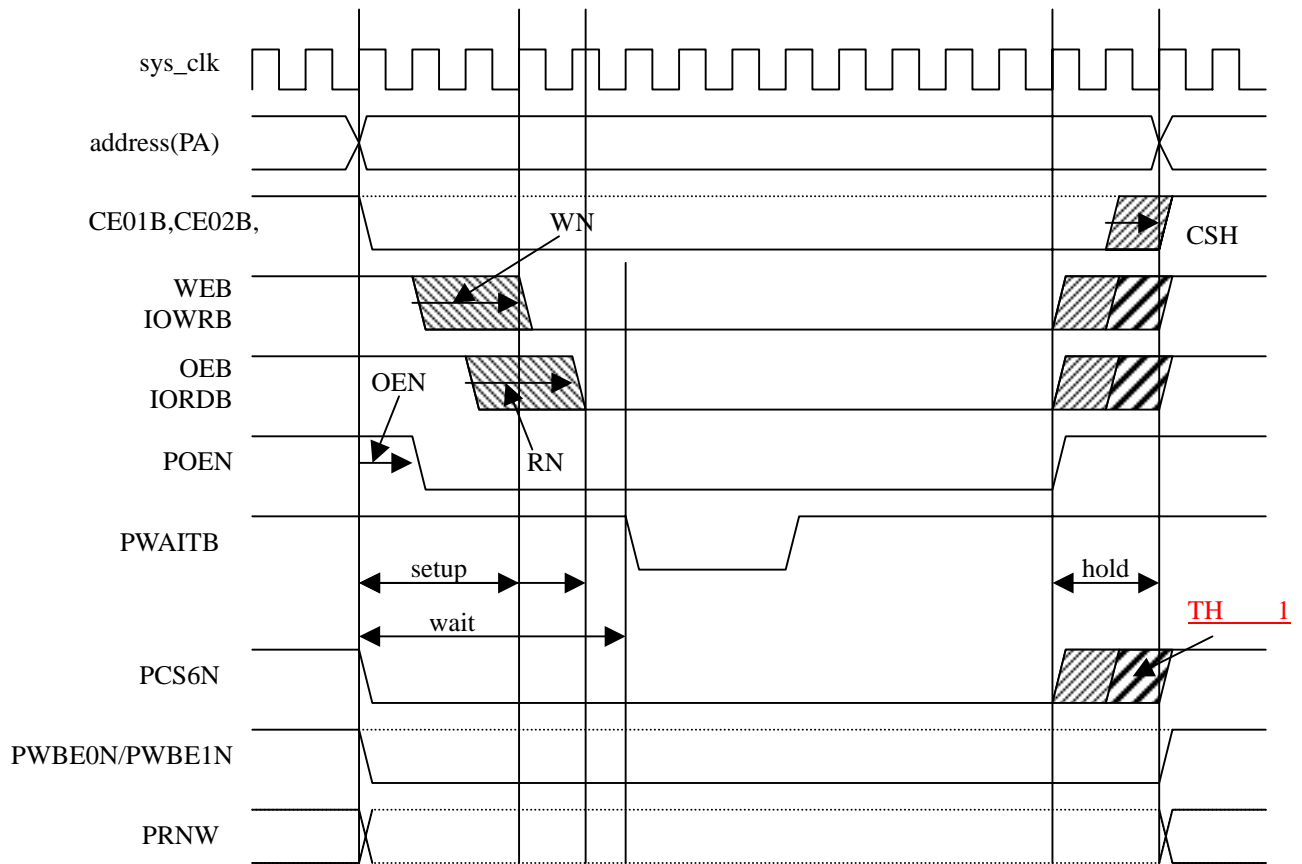 sys_clk
address(PA)
CE01B,CE02B,
WN
CSH
WEB
IOWRB
OEB
IORDB
OEN
RN
POEN
PWAITB
setup
hold
wait
TH 1
PCS6N
PWBE0N/PWBE1N
PRNW